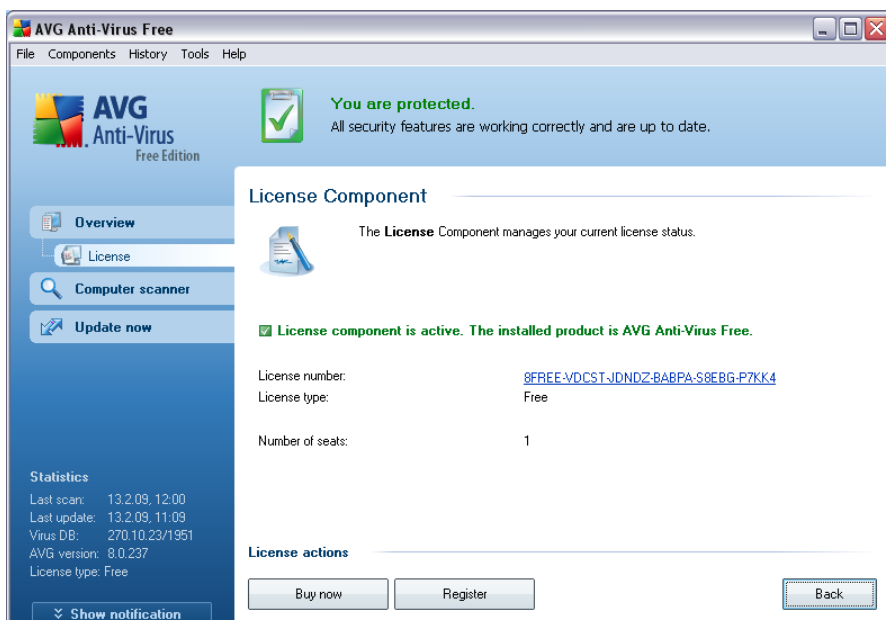 AVG Anti-Virus Free
File Components History Tools Help
AVG
Anti-Virus
Free Edition
You are protected.
All security features are working correctly and are up to date.
Overview
License
Computer scanner
Update now
License Component
The License Component manages your current license status.
License component is active. The installed product is AVG Anti-Virus Free.
License number: 8FREE-VDCST-JDNDZ-BABPA-S8EBG-P7KK4
License type: Free
Number of seats: 1
Statistics
Last scan: 13.2.09, 12:00
Last update: 13.2.09, 11:09
Virus DB: 270.10.23/1951
AVG version: 8.0.237
License type: Free
Show notification
License actions
Buy now Register Back